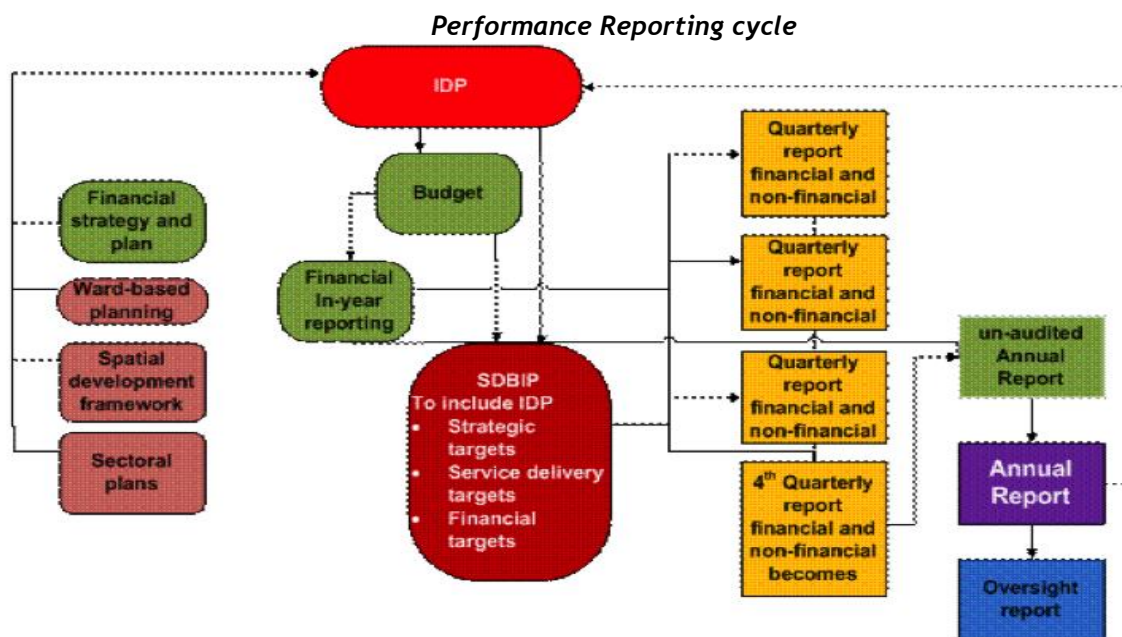 Performance Reporting cycle
IDP
Budget
Financial
strategy and
plan
Ward-based
planning
Spatial
development
framework
Sectoral
plans
Financial
In-year
reporting
SDBIP
To include IDP
• Strategic
targets
• Service delivery
targets
• Financial
targets
Quarterly
report
financial and
non-financial
Quarterly
report
financial and
non-financial
Quarterly
report
financial and
non-financial
4th Quarterly
report
financial and
non-financial
becomes
un-audited
Annual
Report
Annual
Report
Oversight
report